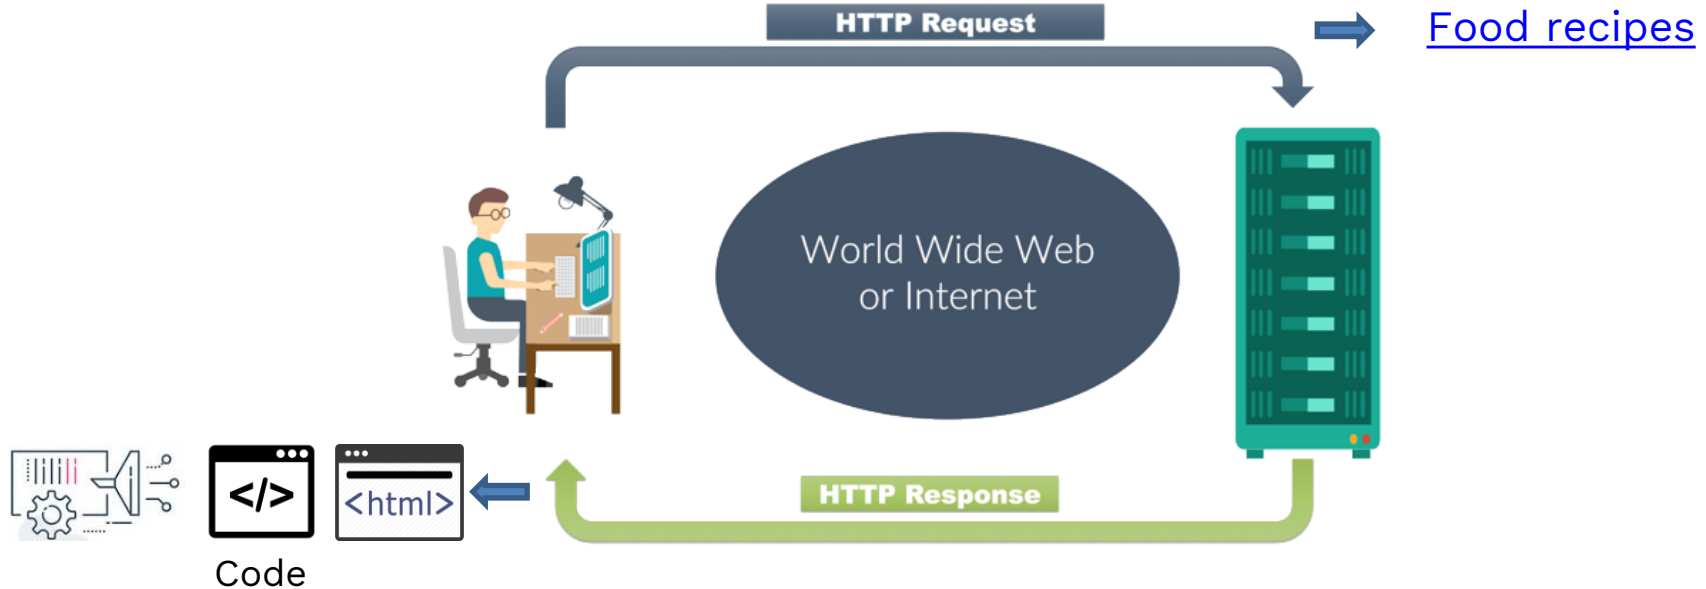 HTTP Request
Food recipes
World Wide Web
or Internet
</>
<html>
HTTP Response
Code